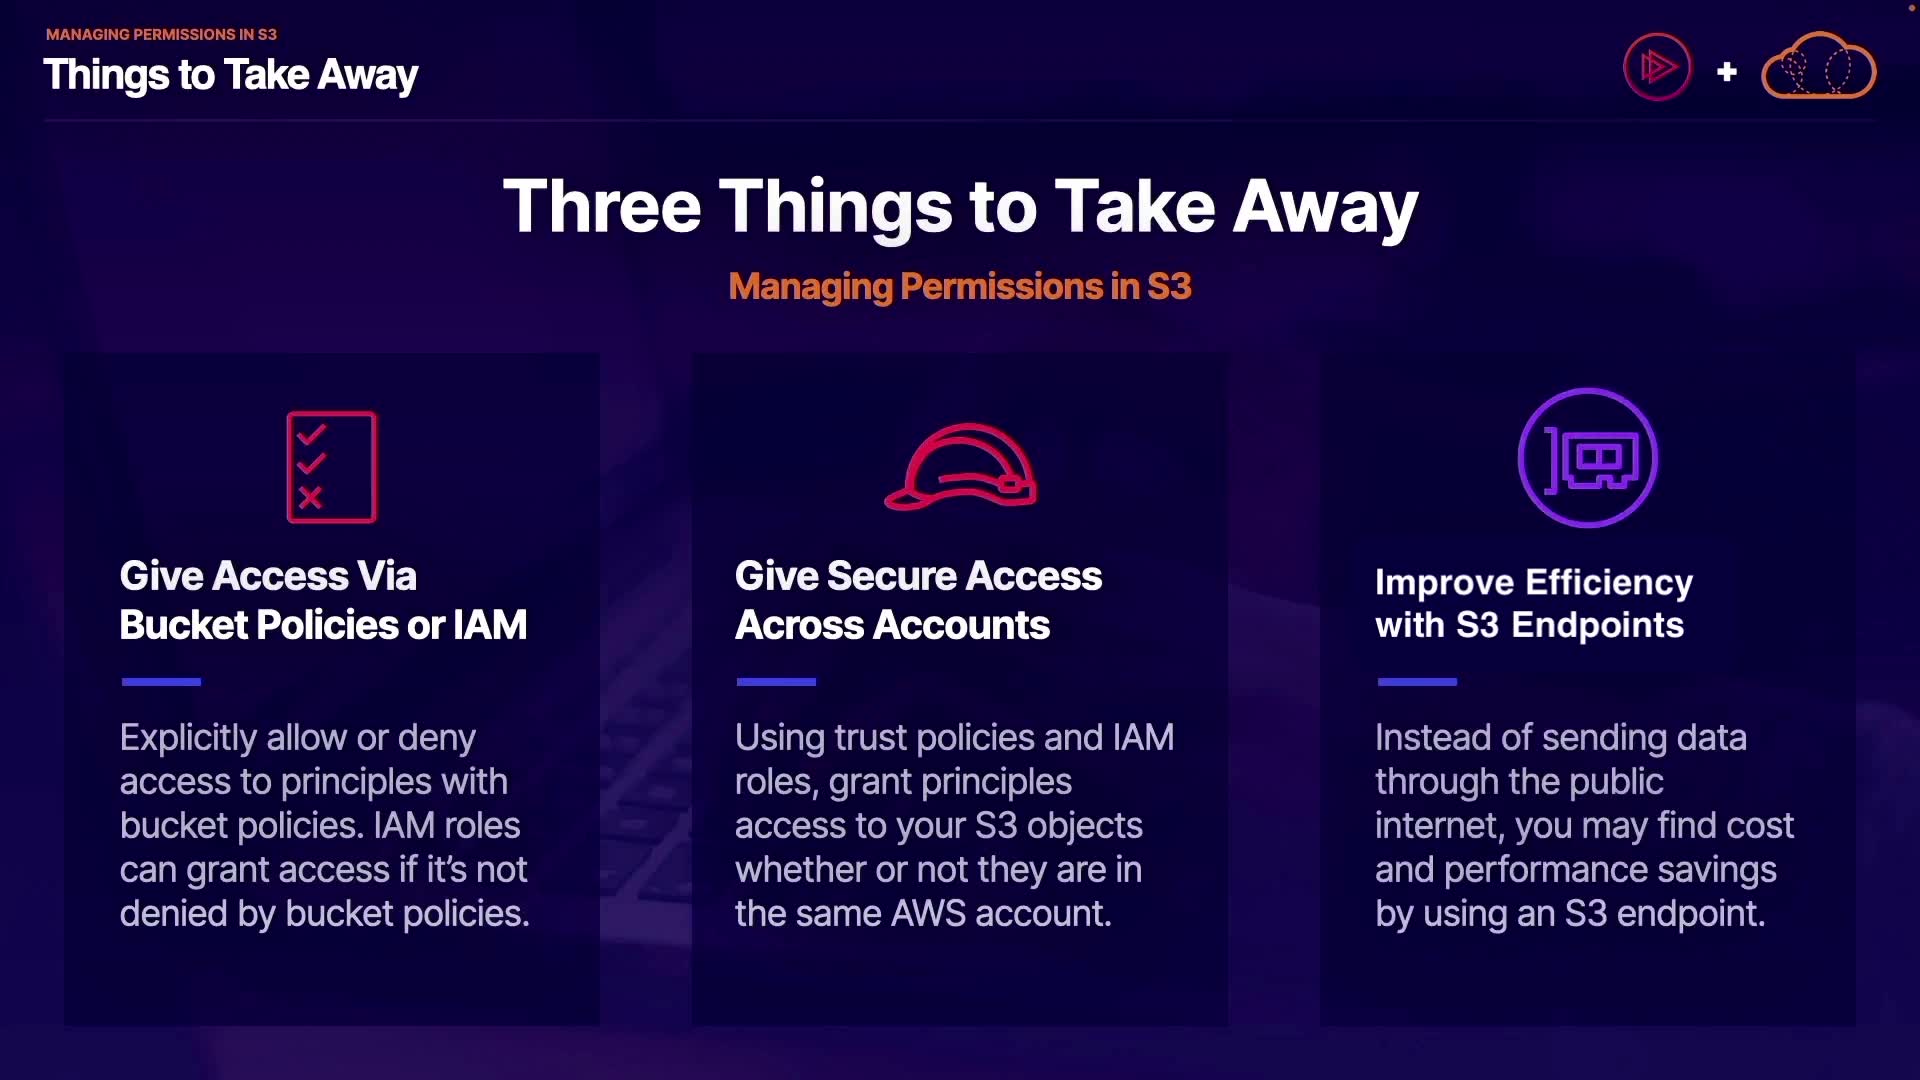 MANAGING PERMISSIONS IN S3
Things to Take Away
+
Three Things to Take Away
Managing Permissions in S3
Give Access Via
Bucket Policies or IAM
Explicitly allow or deny
access to principles with
bucket policies. IAM roles
can grant access if it’s not
denied by bucket policies.
Give Secure Access
Across Accounts
Using trust policies and IAM
roles, grant principles
access to your S3 objects
whether or not they are in
the same AWS account.
Improve Efficiency
with S3 Endpoints
Instead of sending data
through the public
internet, you may find cost
and performance savings
by using an S3 endpoint.